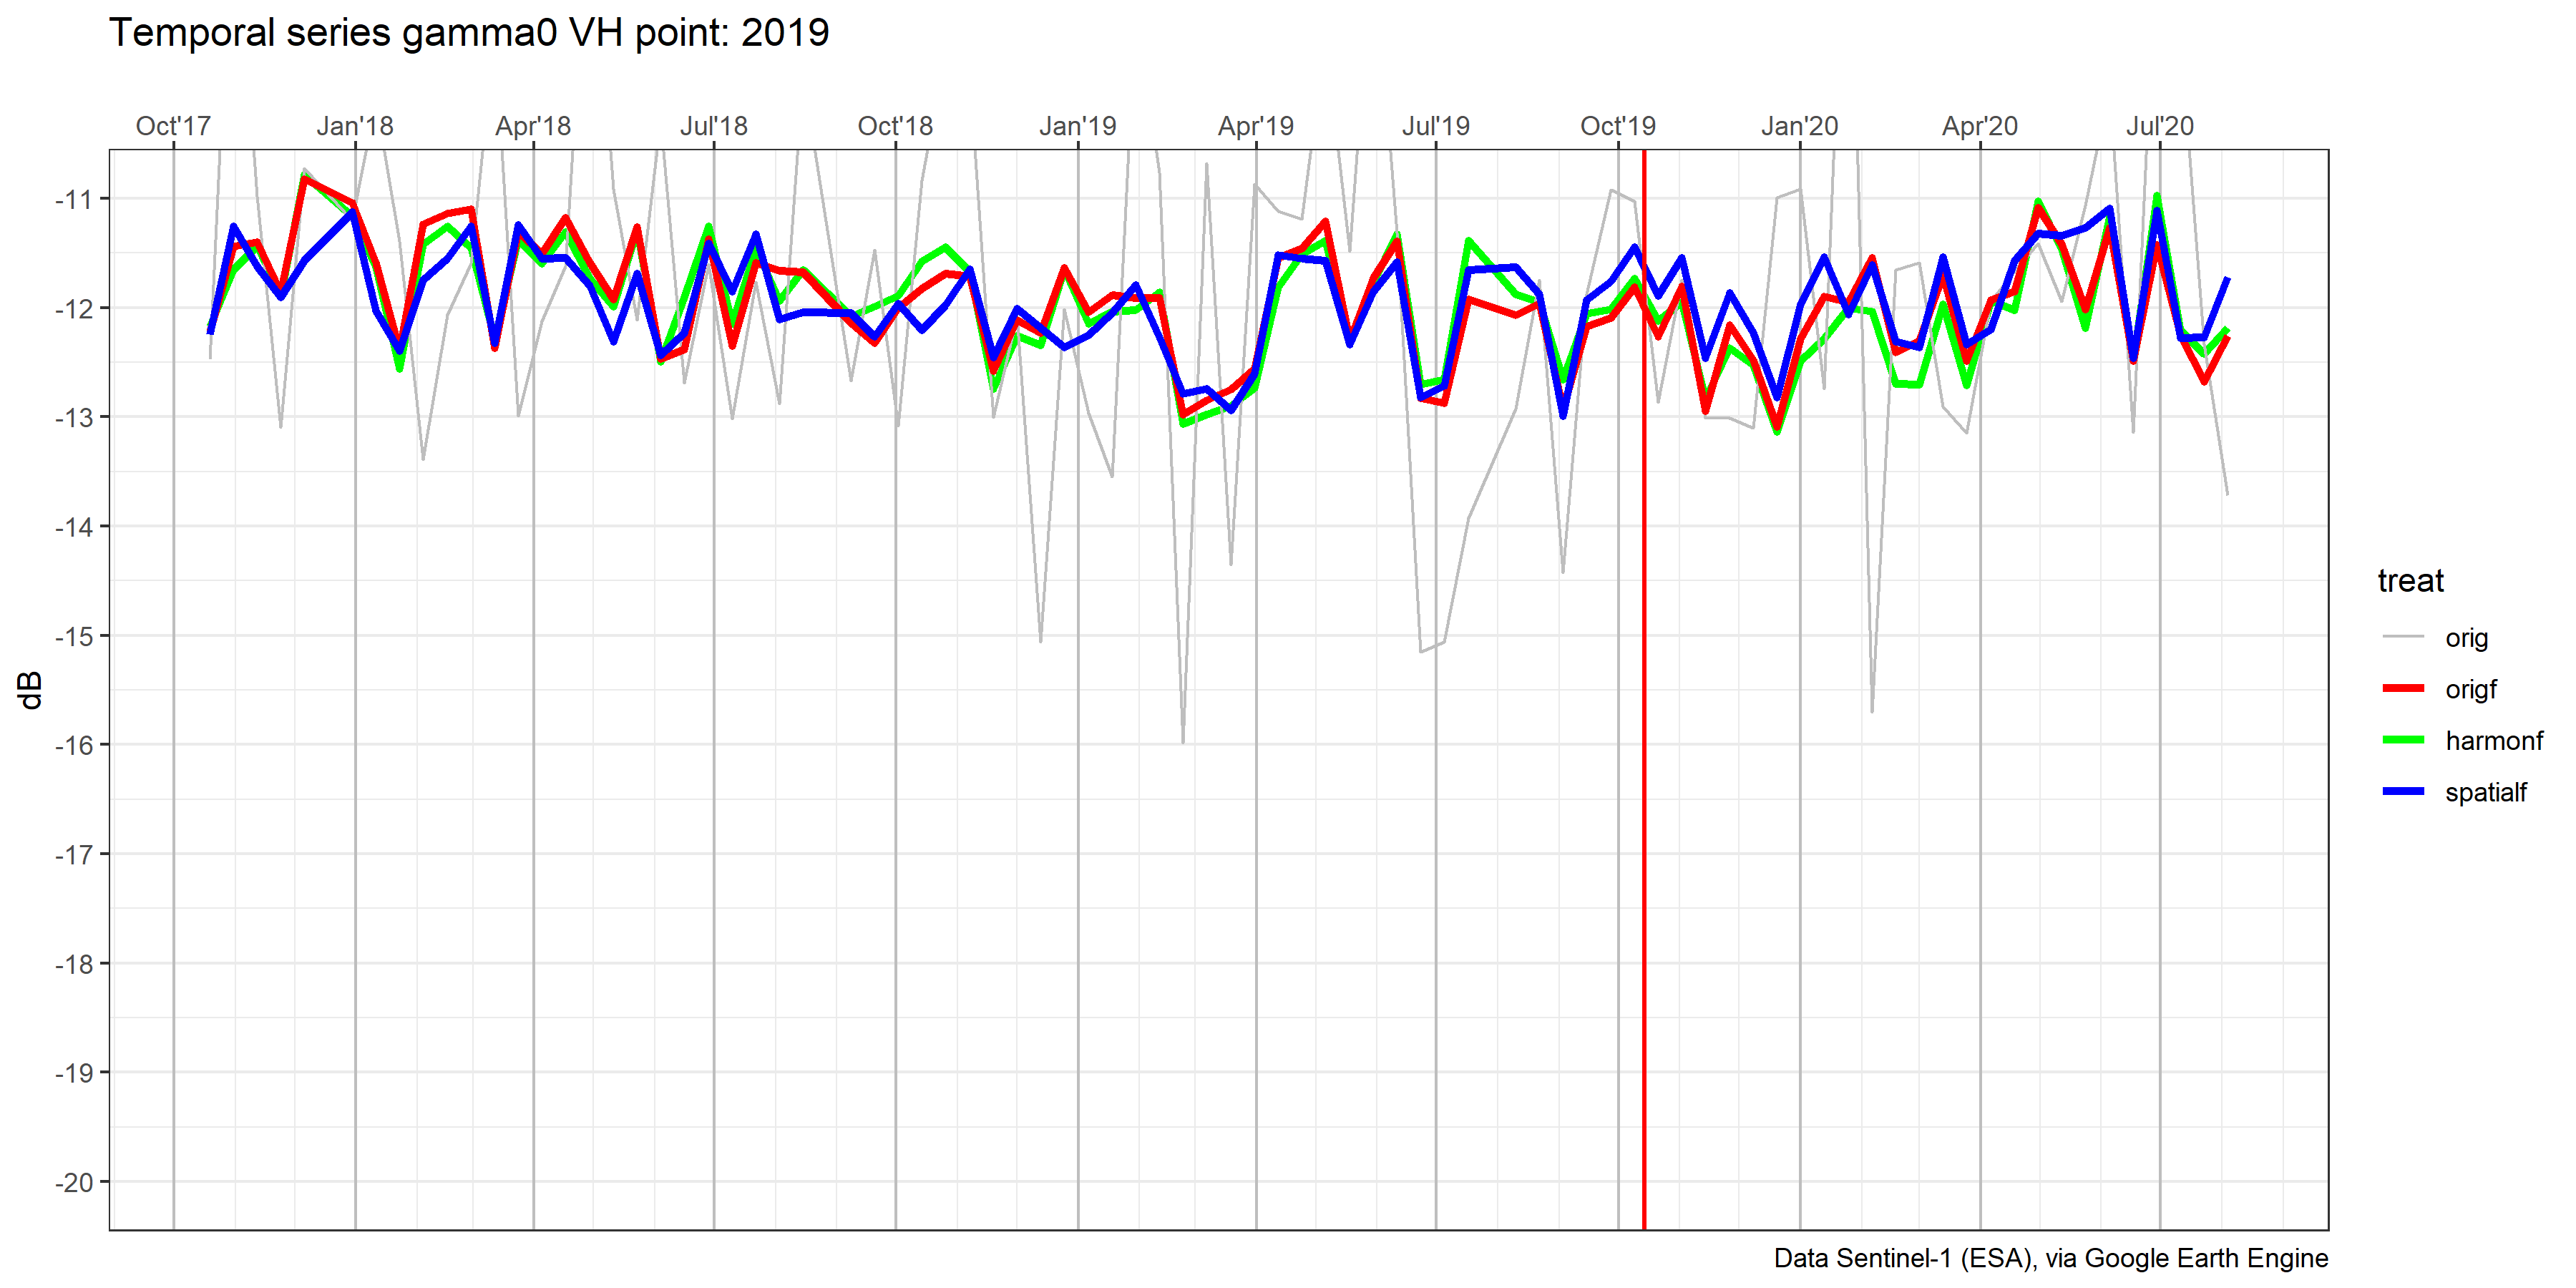 Temporal series gamma0 VH point: 2019
Oct'17 Jan'18 Apr'18 Jul'18 Oct'18 Jan'19 Apr'19 Jul'19 Oct'19 Jan'20 Apr'20 Jul'20
-11
-12
-13
-14
-15
-16
-17
-18
-19
-20
dB
treat
orig
origf
harmonf
spatialf
Data Sentinel-1 (ESA), via Google Earth Engine